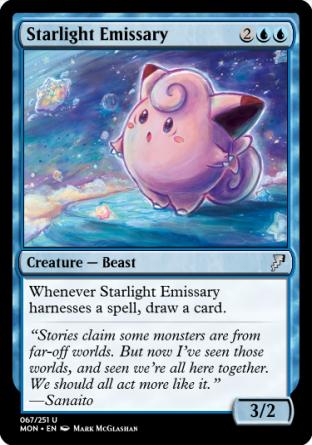 Starlight Emissary 2
Creature — Beast
Whenever Starlight Emissary
harnesses a spell, draw a card.
“Stories claim some monsters are from
far-off worlds. But now I’ve seen those
worlds, and seen we’re all here together.
We should all act more like it.”
—Sanaito
3/2
067/251 U
MON • EN Mark McGlashan